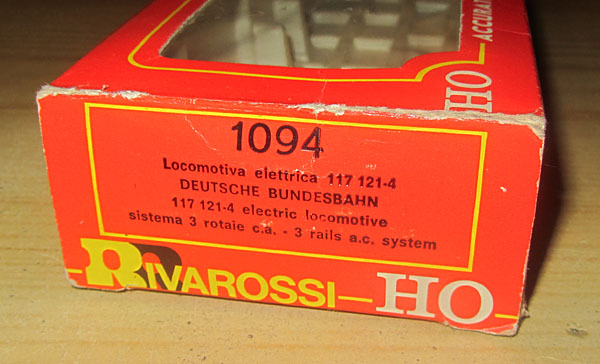 1094
Locomotiva elettrica 117 121-4
DEUTSCHE BUNDESBAHN
117 121-4 electric locomotive
sistema 3 rotaie c.a. - 3 rails a.c. system
RIVAROSSI HO
HO